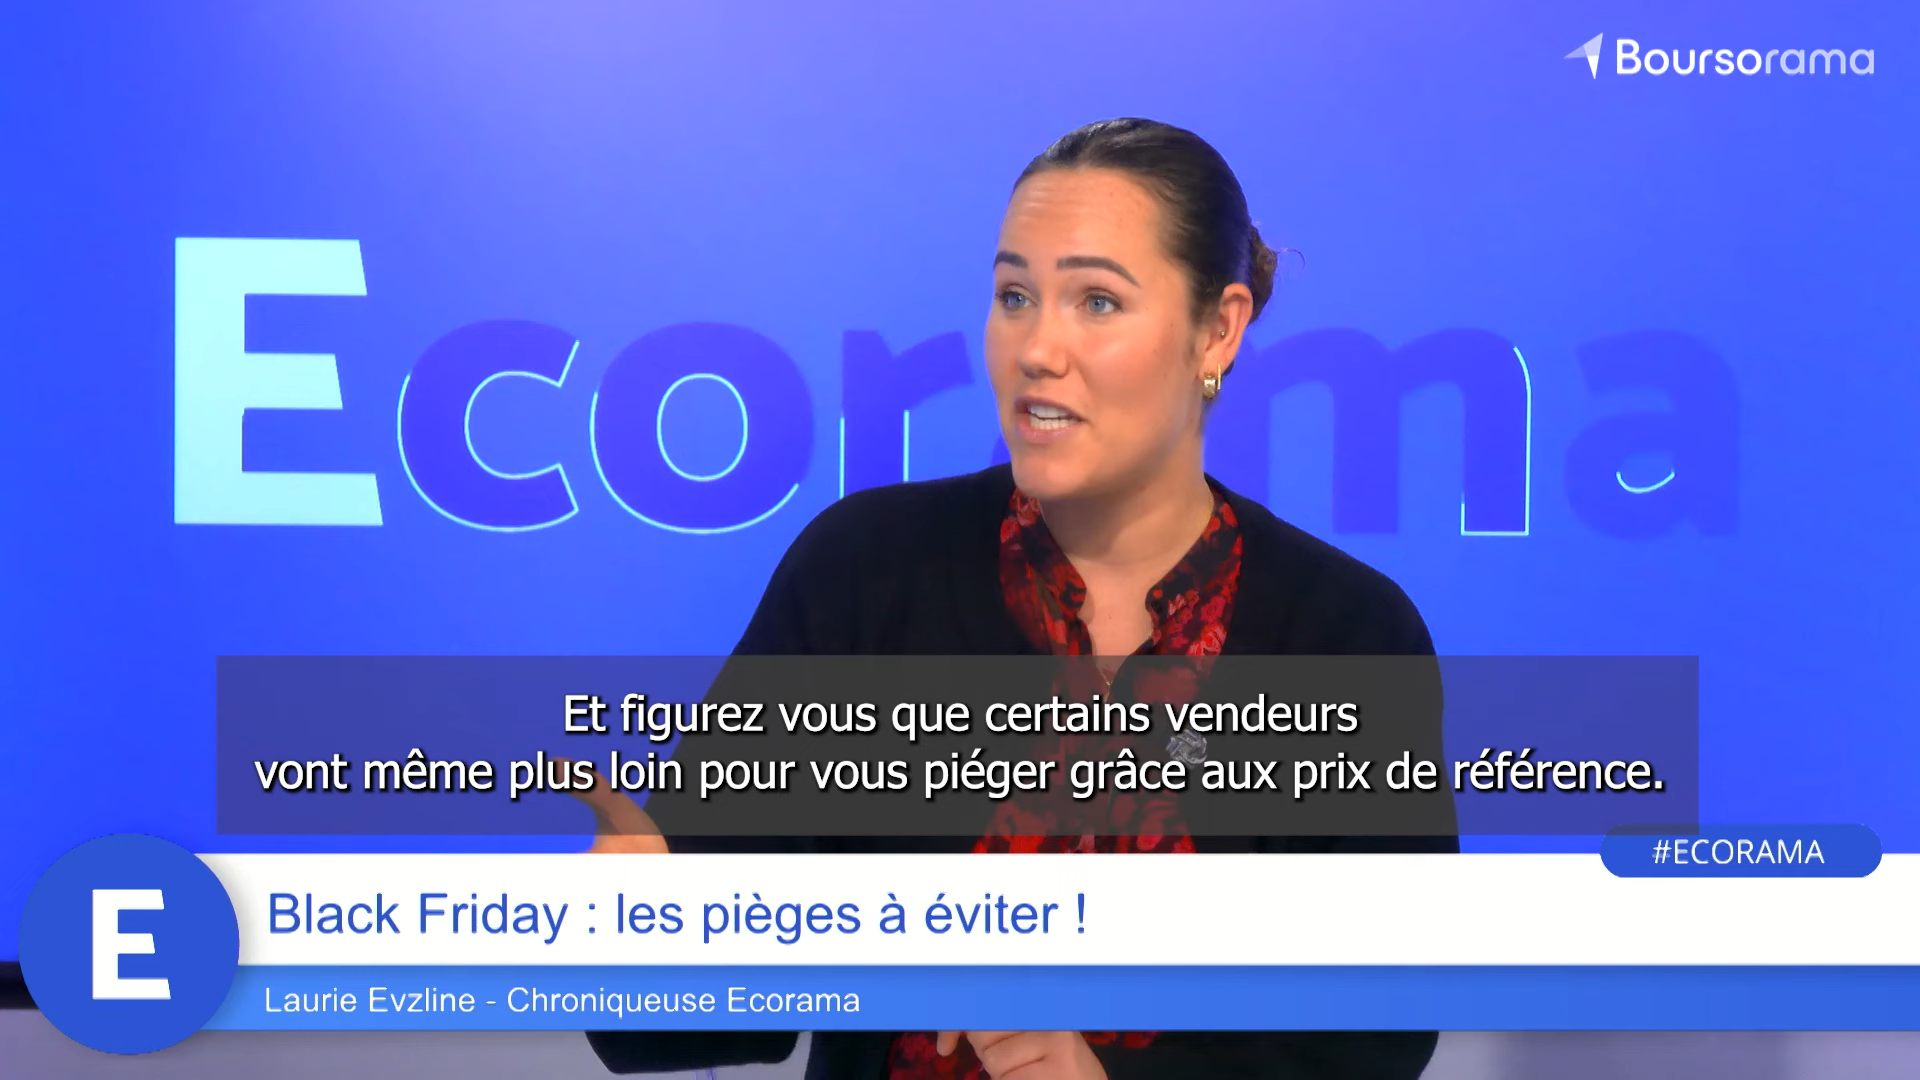 Boursorama
Ecorama
Et figurez vous que certains vendeurs
vont même plus loin pour vous piéger grâce aux prix de référence.
#ECORAMA
E
Black Friday : les pièges à éviter !
Laurie Evzline - Chroniqueuse Ecorama